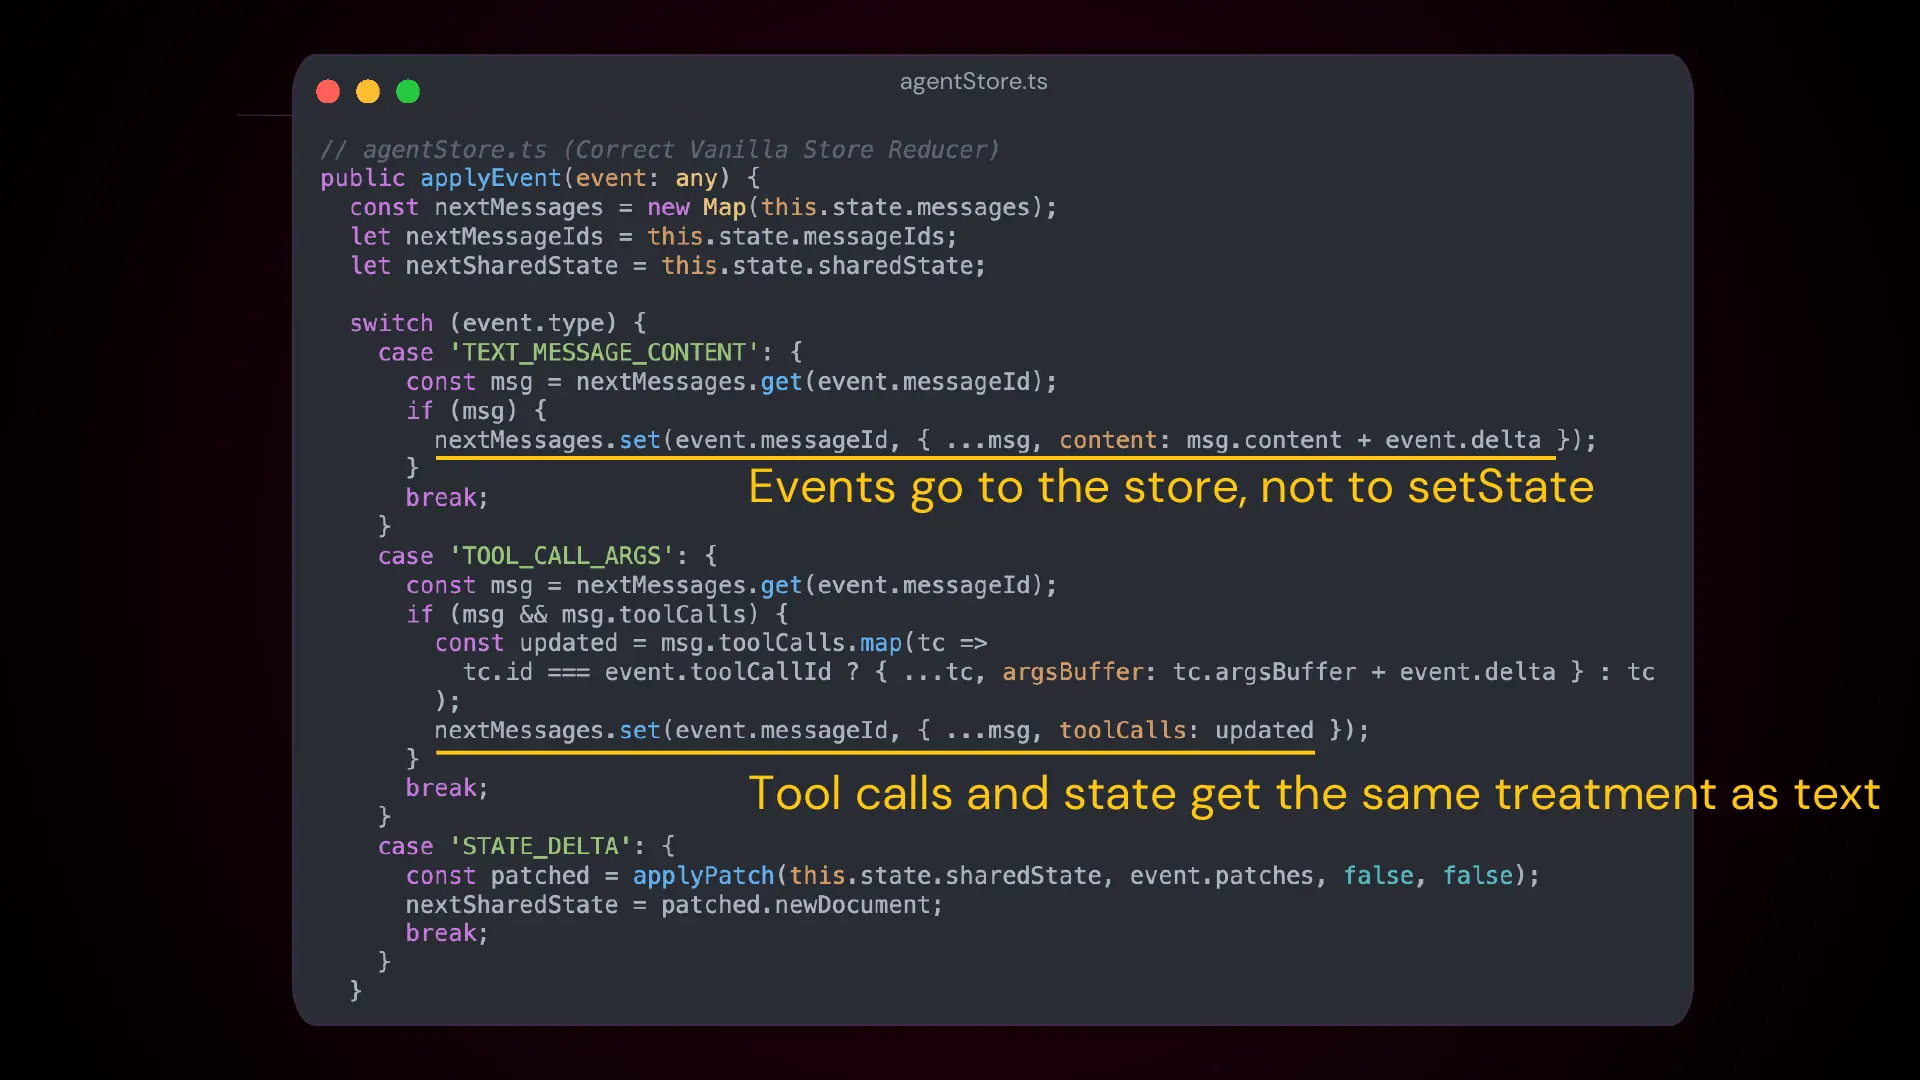 agentStore.ts
// agentStore.ts (Correct Vanilla Store Reducer)
public applyEvent(event: any) {
  const nextMessages = new Map(this.state.messages);
  let nextMessageIds = this.state.messageIds;
  let nextSharedState = this.state.sharedState;

  switch (event.type) {
    case 'TEXT_MESSAGE_CONTENT': {
      const msg = nextMessages.get(event.messageId);
      if (msg) {
        nextMessages.set(event.messageId, { ...msg, content: msg.content + event.delta });
      }
Events go to the store, not to setState
      break;
    }
    case 'TOOL_CALL_ARGS': {
      const msg = nextMessages.get(event.messageId);
      if (msg && msg.toolCalls) {
        const updated = msg.toolCalls.map(tc =>
          tc.id === event.toolCallId ? { ...tc, argsBuffer: tc.argsBuffer + event.delta } : tc
        );
        nextMessages.set(event.messageId, { ...msg, toolCalls: updated });
      }
      break;
Tool calls and state get the same treatment as text
    }
    case 'STATE_DELTA': {
      const patched = applyPatch(this.state.sharedState, event.patches, false, false);
      nextSharedState = patched.newDocument;
      break;
    }
  }